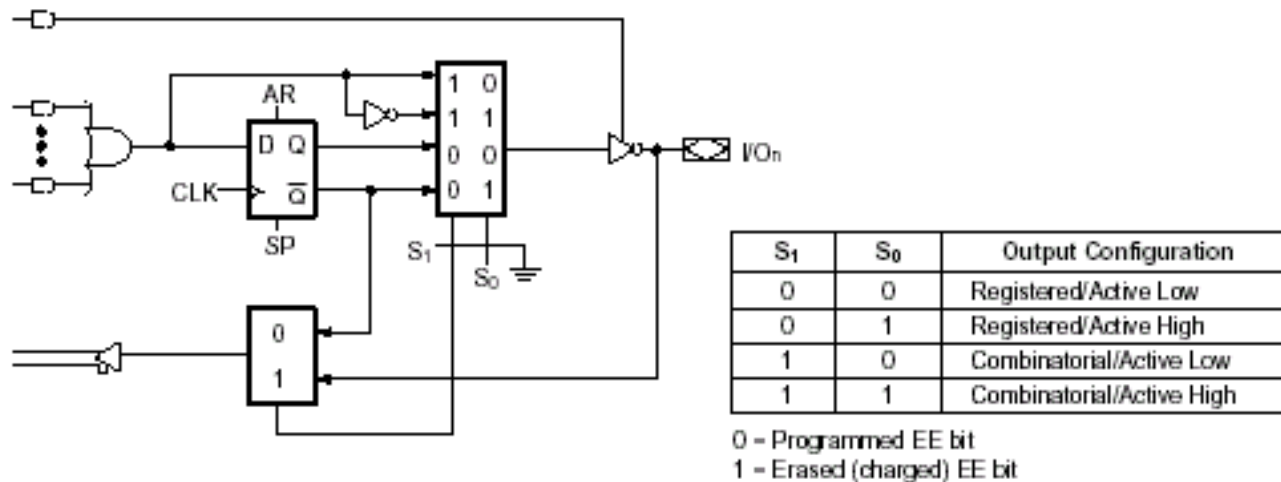 AR
1 0
1 1
D Q
0 0
I/On
CLK
Q
0 1
SP
S1
S0
0
1
S1 S0 Output Configuration
0 0 Registered/Active Low
0 1 Registered/Active High
1 0 Combinatorial/Active Low
1 1 Combinatorial/Active High
0 = Programmed EE bit
1 = Erased (charged) EE bit